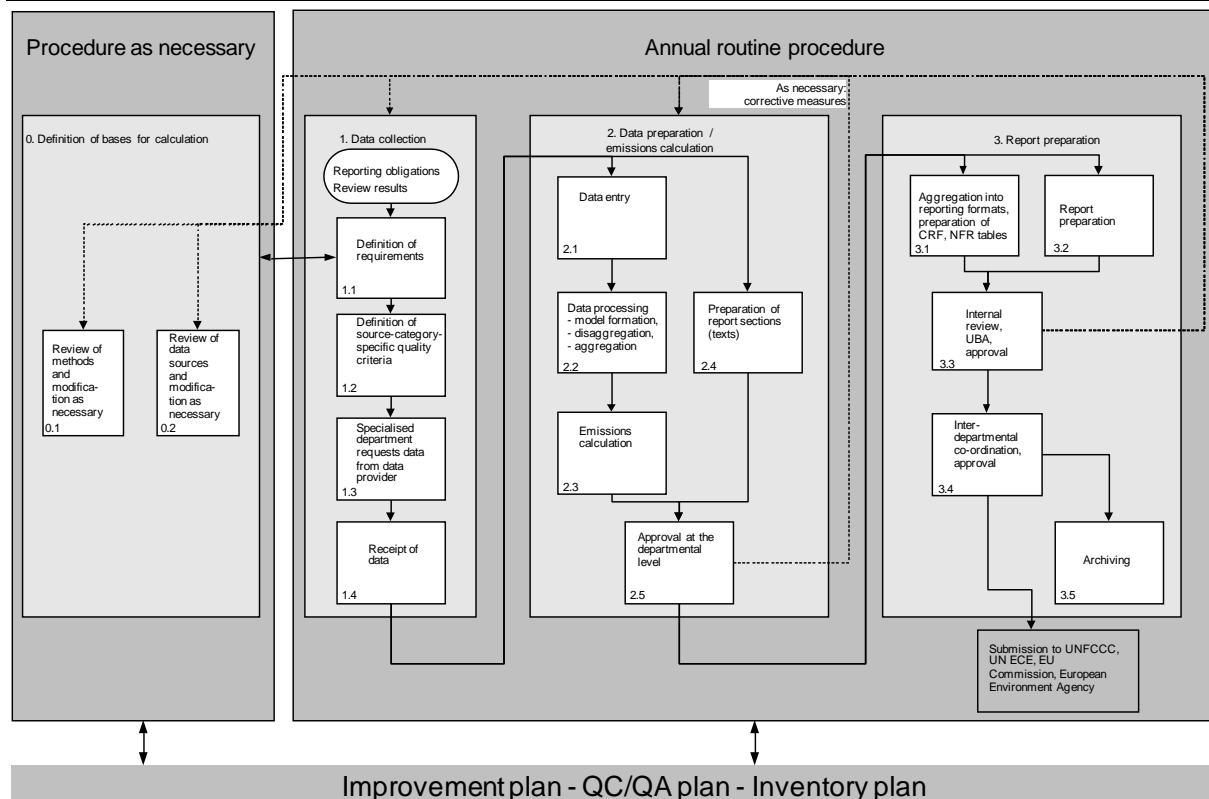 Procedure as necessary
Annual routine procedure
As necessary:
corrective measures
0. Definition of bases for calculation
Review of
methods
and
modifica-
tion as
necessary
0.1
Review of
data
sources
and
modifica-
tion as
necessary
0.2
1. Data collection
Reporting obligations
Review results
Definition of
requirements
1.1
Definition of
source-category-
specific quality
criteria
1.2
Specialised
department
requests data
from data
provider
1.3
Receipt of
data
1.4
2. Data preparation /
emissions calculation
Data entry
2.1
Data processing
- model formation,
- disaggregation,
- aggregation
2.2
Emissions
calculation
2.3
Preparation of
report sections
(texts)
2.4
Approval at the
departmental
level
2.5
3. Report preparation
Aggregation into
reporting formats,
preparation of
CRF, NFR tables
3.1
Report
preparation
3.2
Internal
review,
UBA,
approval
3.3
Inter-
departmental
co-ordination,
approval
3.4
Archiving
3.5
Submission to UNFCCC,
UN ECE, EU
Commission, European
Environment Agency
Improvement plan - QC/QA plan - Inventory plan